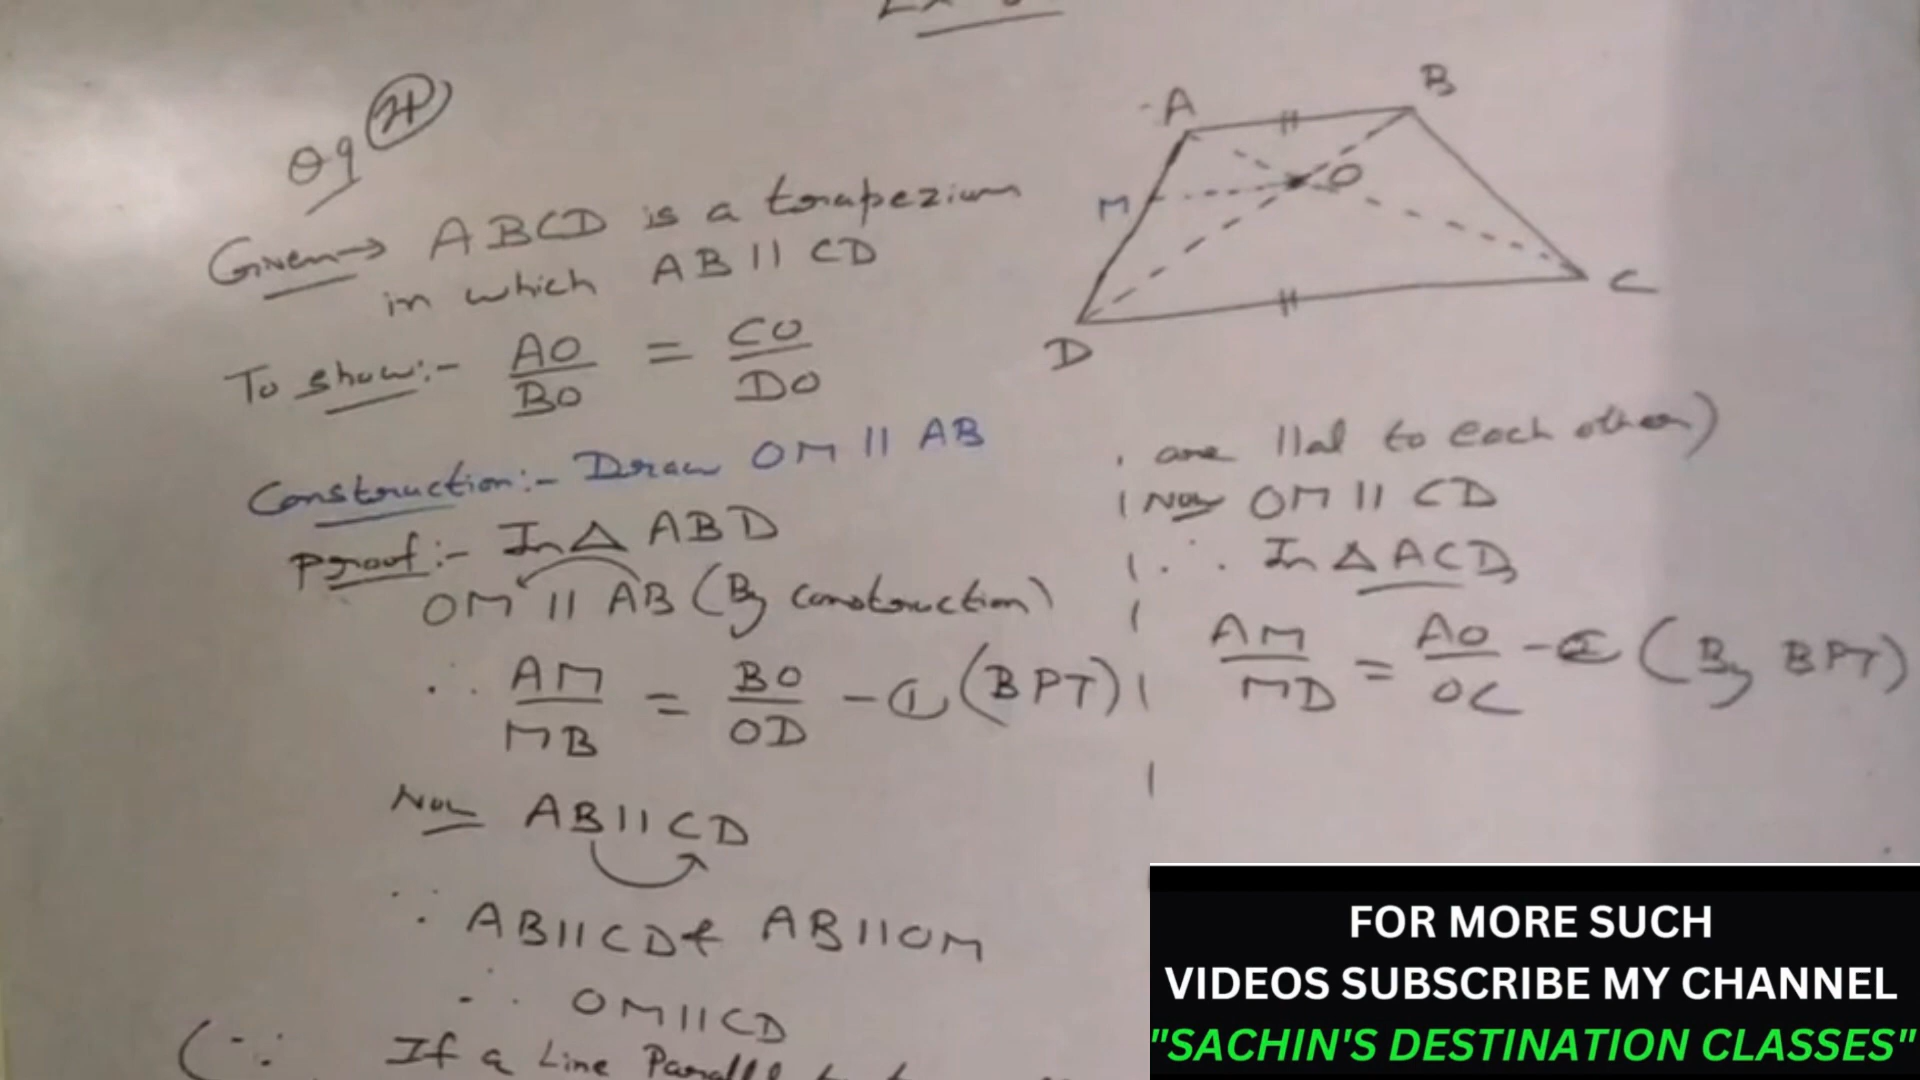 Q9
Given→ ABCD is a trapezium
in which AB || CD
To show:- AO/BO = CO/DO
Construction:- Draw OM || AB
Proof:- In △ ABD
OM || AB (By construction)
∴ AM/MB = BO/OD - ① (BPT)
Now AB || CD
∵ AB || CD & AB || OM
∴ OM || CD
(∵ If a Line
are ||al to each other)
Now OM || CD
∴ In △ ACD,
AM/MD = AO/OC - ② (By BPT)
A
B
M
O
C
D
FOR MORE SUCH
VIDEOS SUBSCRIBE MY CHANNEL
"SACHIN'S DESTINATION CLASSES"